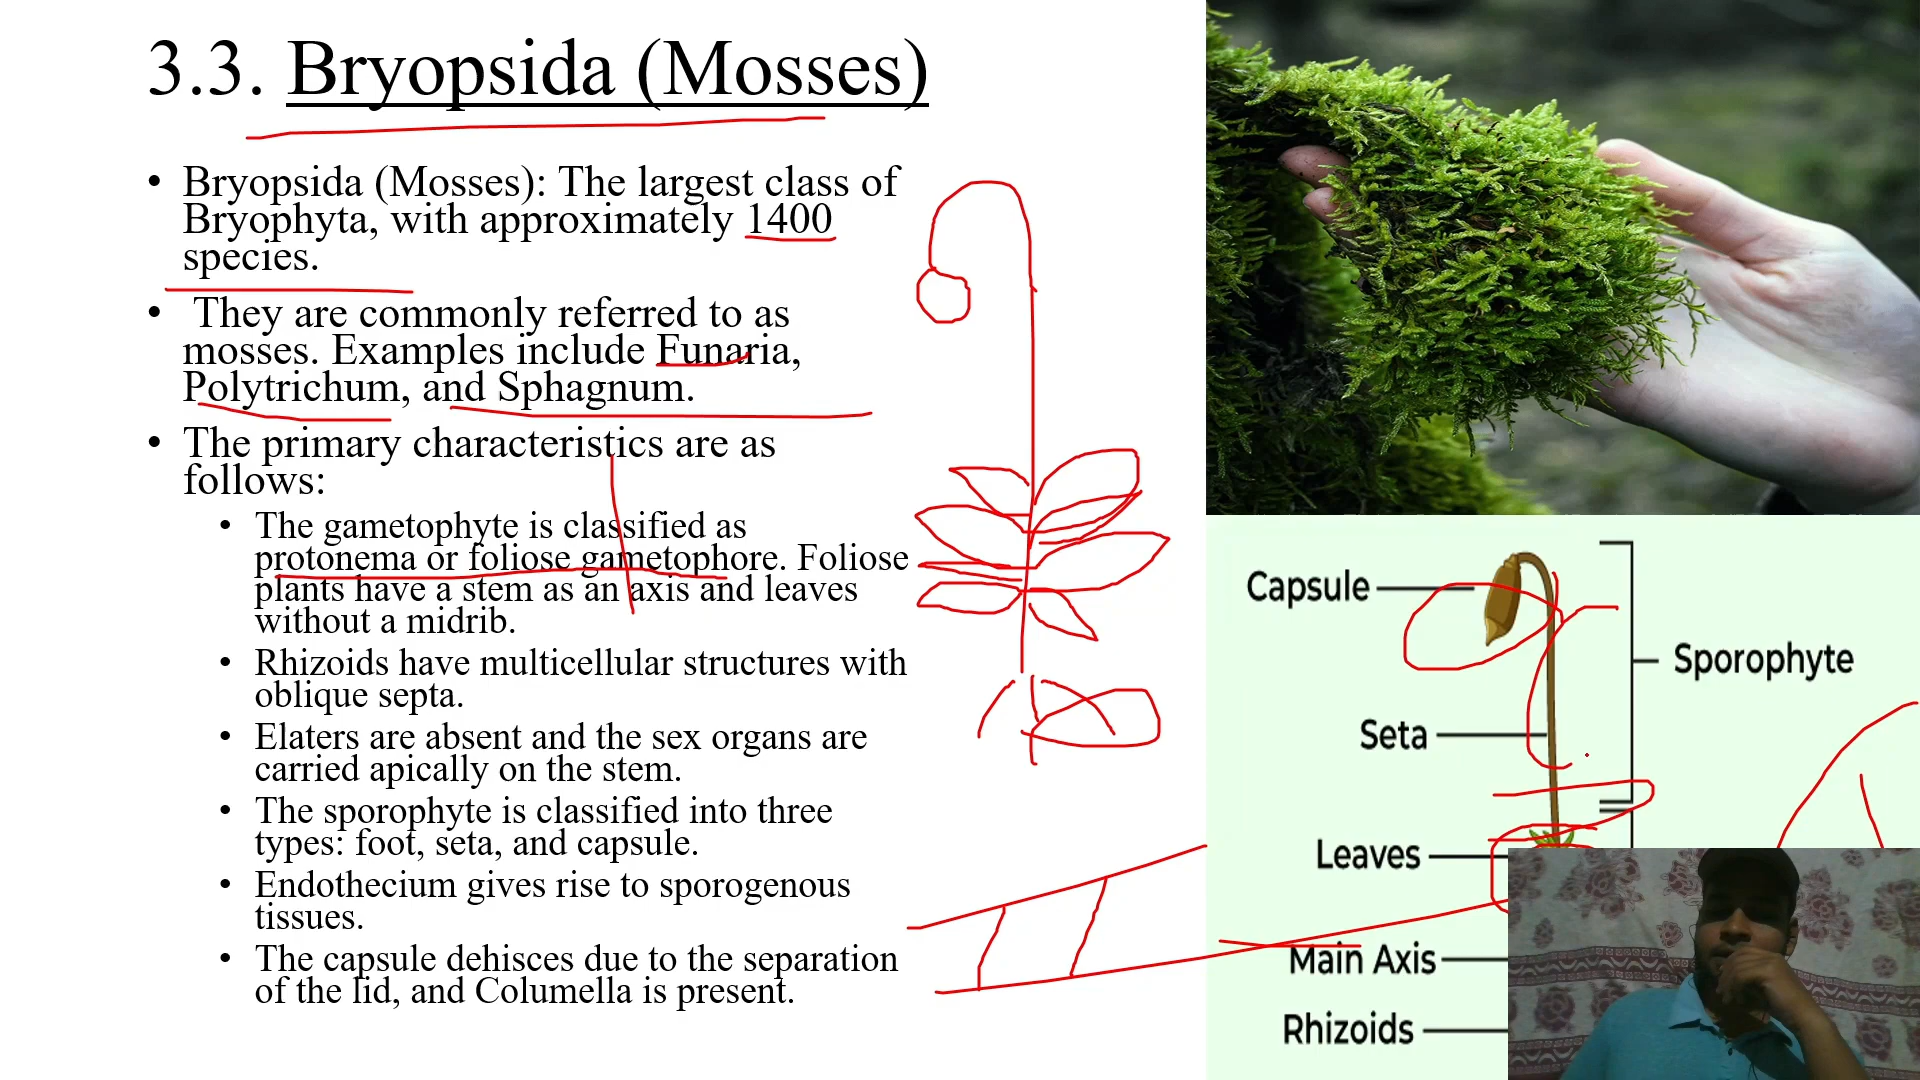 3.3. Bryopsida (Mosses)
• Bryopsida (Mosses): The largest class of
Bryophyta, with approximately 1400
species.
• They are commonly referred to as
mosses. Examples include Funaria,
Polytrichum, and Sphagnum.
• The primary characteristics are as
follows:
• The gametophyte is classified as
protonema or foliose gametophore. Foliose
plants have a stem as an axis and leaves
without a midrib.
• Rhizoids have multicellular structures with
oblique septa.
• Elaters are absent and the sex organs are
carried apically on the stem.
• The sporophyte is classified into three
types: foot, seta, and capsule.
• Endothecium gives rise to sporogenous
tissues.
• The capsule dehisces due to the separation
of the lid, and Columella is present.
Capsule
Sporophyte
Seta
Leaves
Main Axis
Rhizoids